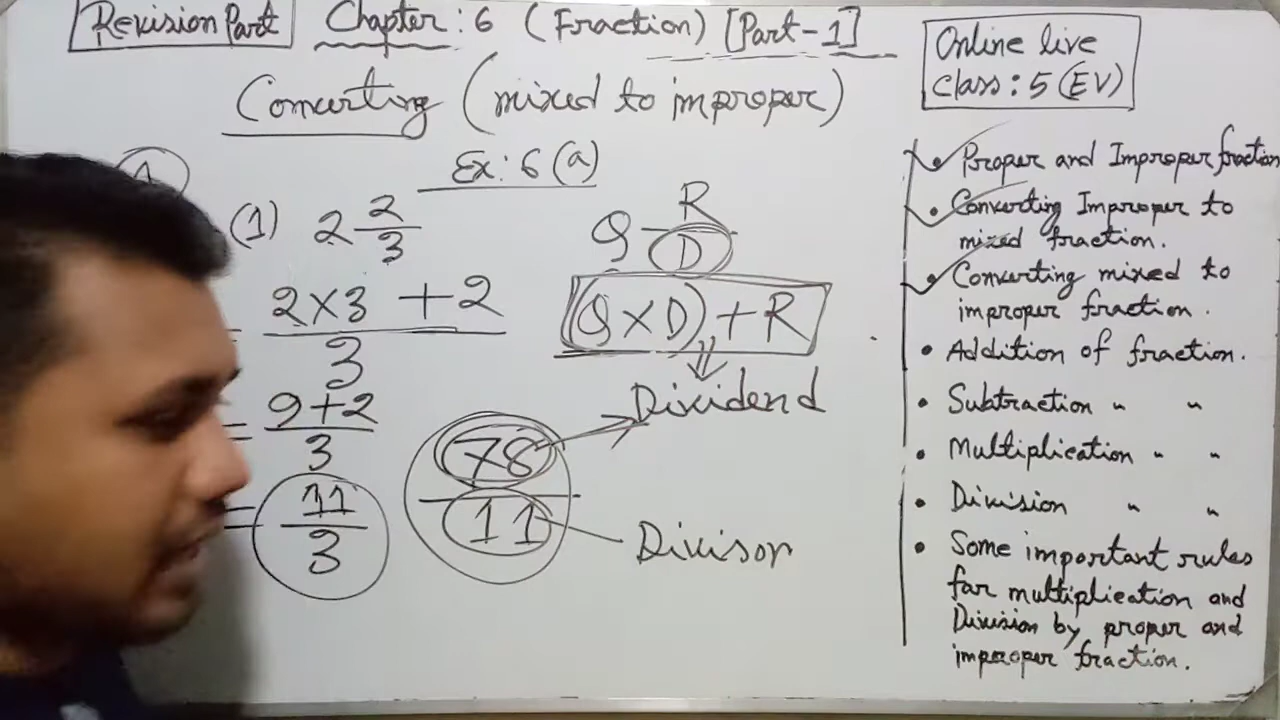 Revision Part
Chapter : 6 (Fraction) [Part-1]
Converting (mixed to improper)
Ex: 6 (a)
(1) 2 2/3
= 2×3 +2 / 3
= 9+2 / 3
= 11/3
Q R/D
(Q×D) + R
Dividend
78/11
Divisor
Online live
class : 5 (EV)
• Proper and Improper fraction
• Converting Improper to
mixed fraction.
• Converting mixed to
improper fraction.
• Addition of fraction.
• Subtraction " "
• Multiplication " "
• Division " "
• Some important rules
for multiplication and
Division by proper and
improper fraction.